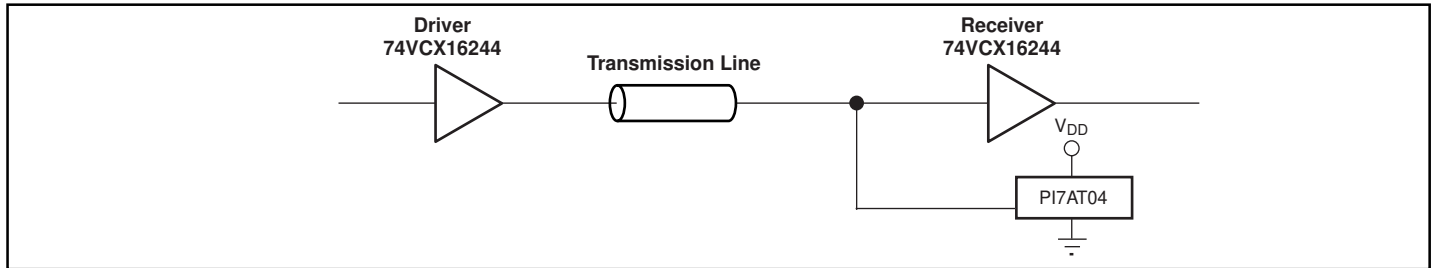 Driver
74VCX16244
Transmission Line
Receiver
74VCX16244
VDD
PI7AT04